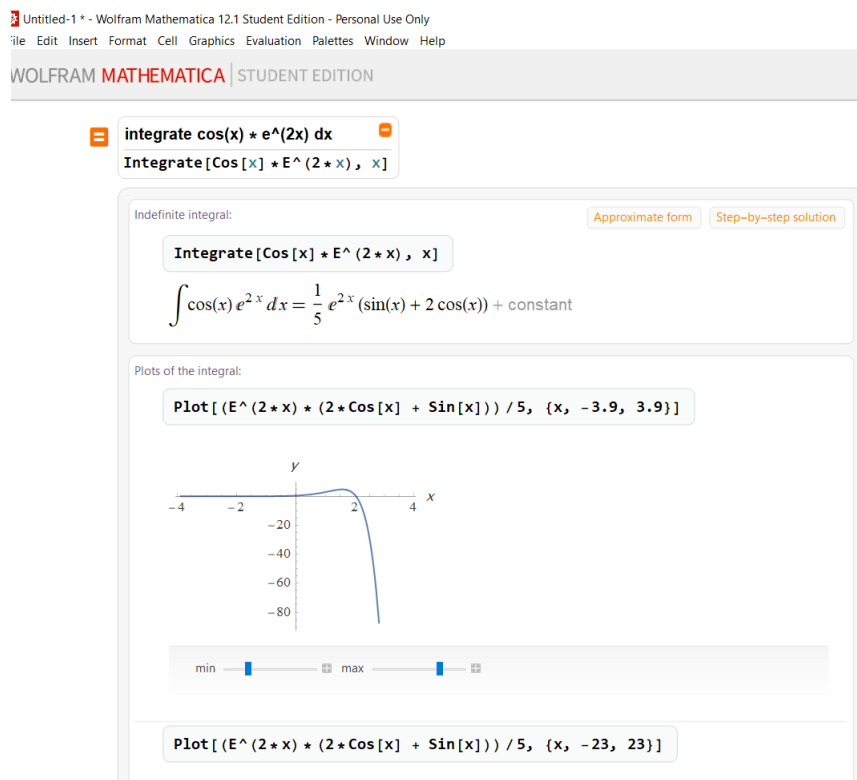 Untitled-1 * - Wolfram Mathematica 12.1 Student Edition - Personal Use Only
ile Edit Insert Format Cell Graphics Evaluation Palettes Window Help
WOLFRAM MATHEMATICA | STUDENT EDITION
integrate cos(x) * e^(2x) dx
Integrate[Cos[x] * E^(2 * x), x]
Indefinite integral:
Approximate form
Step-by-step solution
Integrate[Cos[x] * E^(2 * x), x]
∫cos(x) e^(2 x) dx = 1/5 e^(2 x) (sin(x) + 2 cos(x)) + constant
Plots of the integral:
Plot[(E^(2 * x) * (2 * Cos[x] + Sin[x])) / 5, {x, -3.9, 3.9}]
y
x
-4 -2 2 4
-20
-40
-60
-80
min max
Plot[(E^(2 * x) * (2 * Cos[x] + Sin[x])) / 5, {x, -23, 23}]